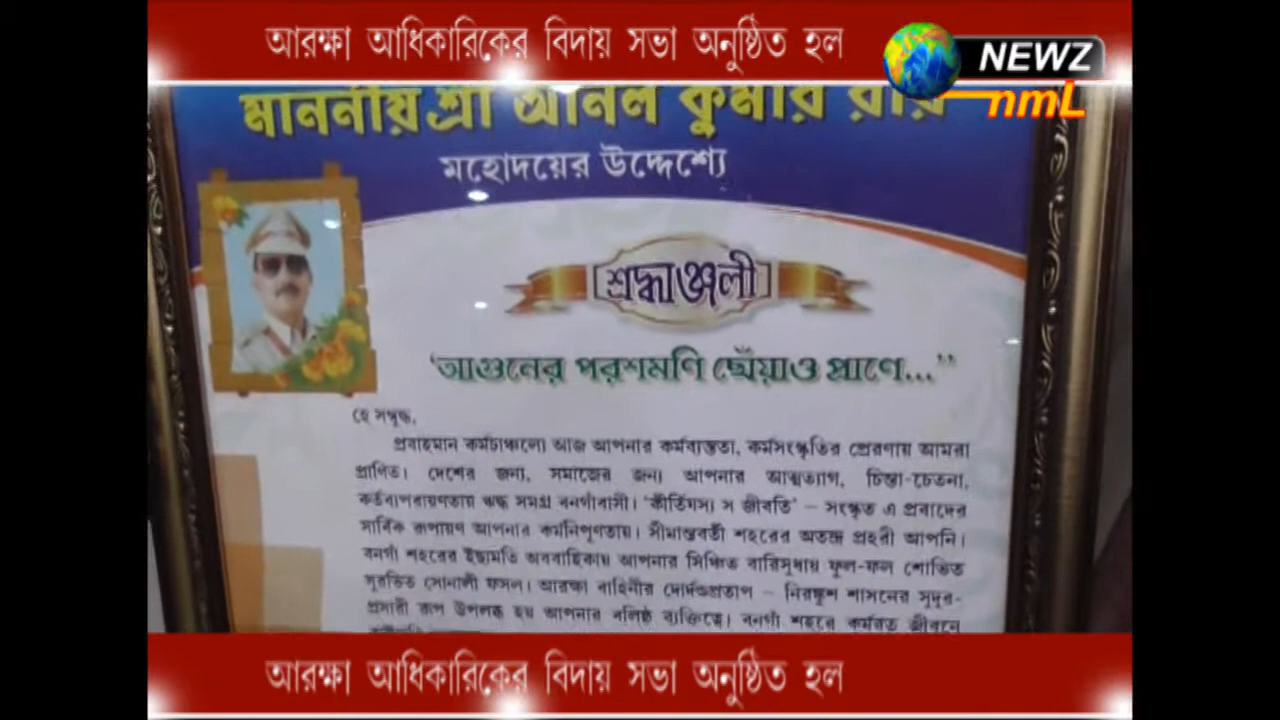 আরক্ষা আধিকারিকের বিদায় সভা অনুষ্ঠিত হল
NEWZ
nmL
মাননীয় শ্রী অনিল কুমার রায়
মহোদয়ের উদ্দেশ্যে
শ্রদ্ধাঞ্জলী
‘আগুনের পরশমণি ছোঁয়াও প্রাণে...’’
হে সম্বুদ্ধ,
প্রবাহমান কর্মচাঞ্চল্যে আজ আপনার কর্মব্যস্ততা, কর্মসংস্কৃতির প্রেরণায় আমরা
প্রাণিত। দেশের জন্য, সমাজের জন্য আপনার আত্মত্যাগ, চিন্তা-চেতনা,
কর্তব্যপরায়ণতায় ঋদ্ধ সমগ্র বনগাঁবাসী। ‘কীর্তিযস্য স জীবতি’ – সংস্কৃত এ প্রবাদের
সার্বিক রূপায়ণ আপনার কর্মনিপুণতায়। সীমান্তবর্তী শহরের অতন্দ্র প্রহরী আপনি।
বনগাঁ শহরের ইছামতি অববাহিকায় আপনার সিঞ্চিত বারিসুধায় ফুল-ফল শোভিত
সুরভিত সোনালী ফসল। আরক্ষা বাহিনীর দোর্দণ্ডপ্রতাপ – নিরঙ্কুশ শাসনের সুদূর-
প্রসারী রূপ উপলব্ধ হয় আপনার বলিষ্ঠ ব্যক্তিত্বে। বনগাঁ শহরে কর্মরত জীবনে
আরক্ষা আধিকারিকের বিদায় সভা অনুষ্ঠিত হল